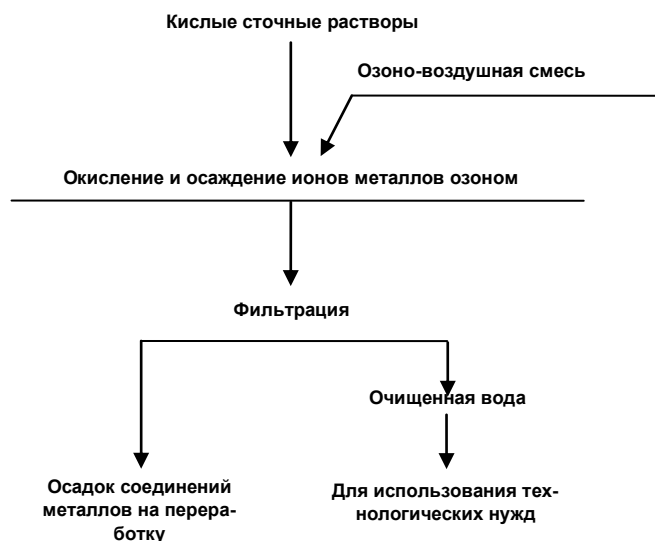 Кислые сточные растворы
Озоно-воздушная смесь
Окисление и осаждение ионов металлов озоном
Фильтрация
Очищенная вода
Осадок соединений
металлов на перера-
ботку
Для использования тех-
нологических нужд